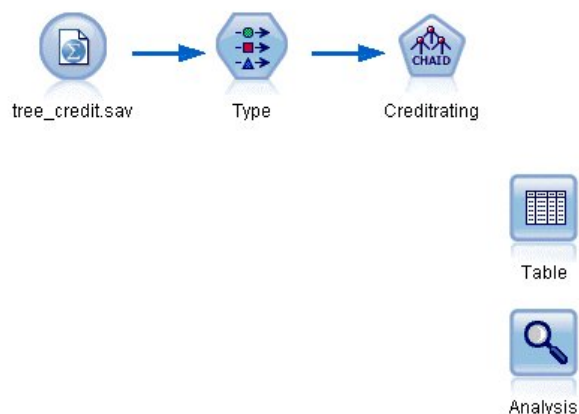 CHAID
tree_credit.sav
Type
Creditrating
Table
Analysis